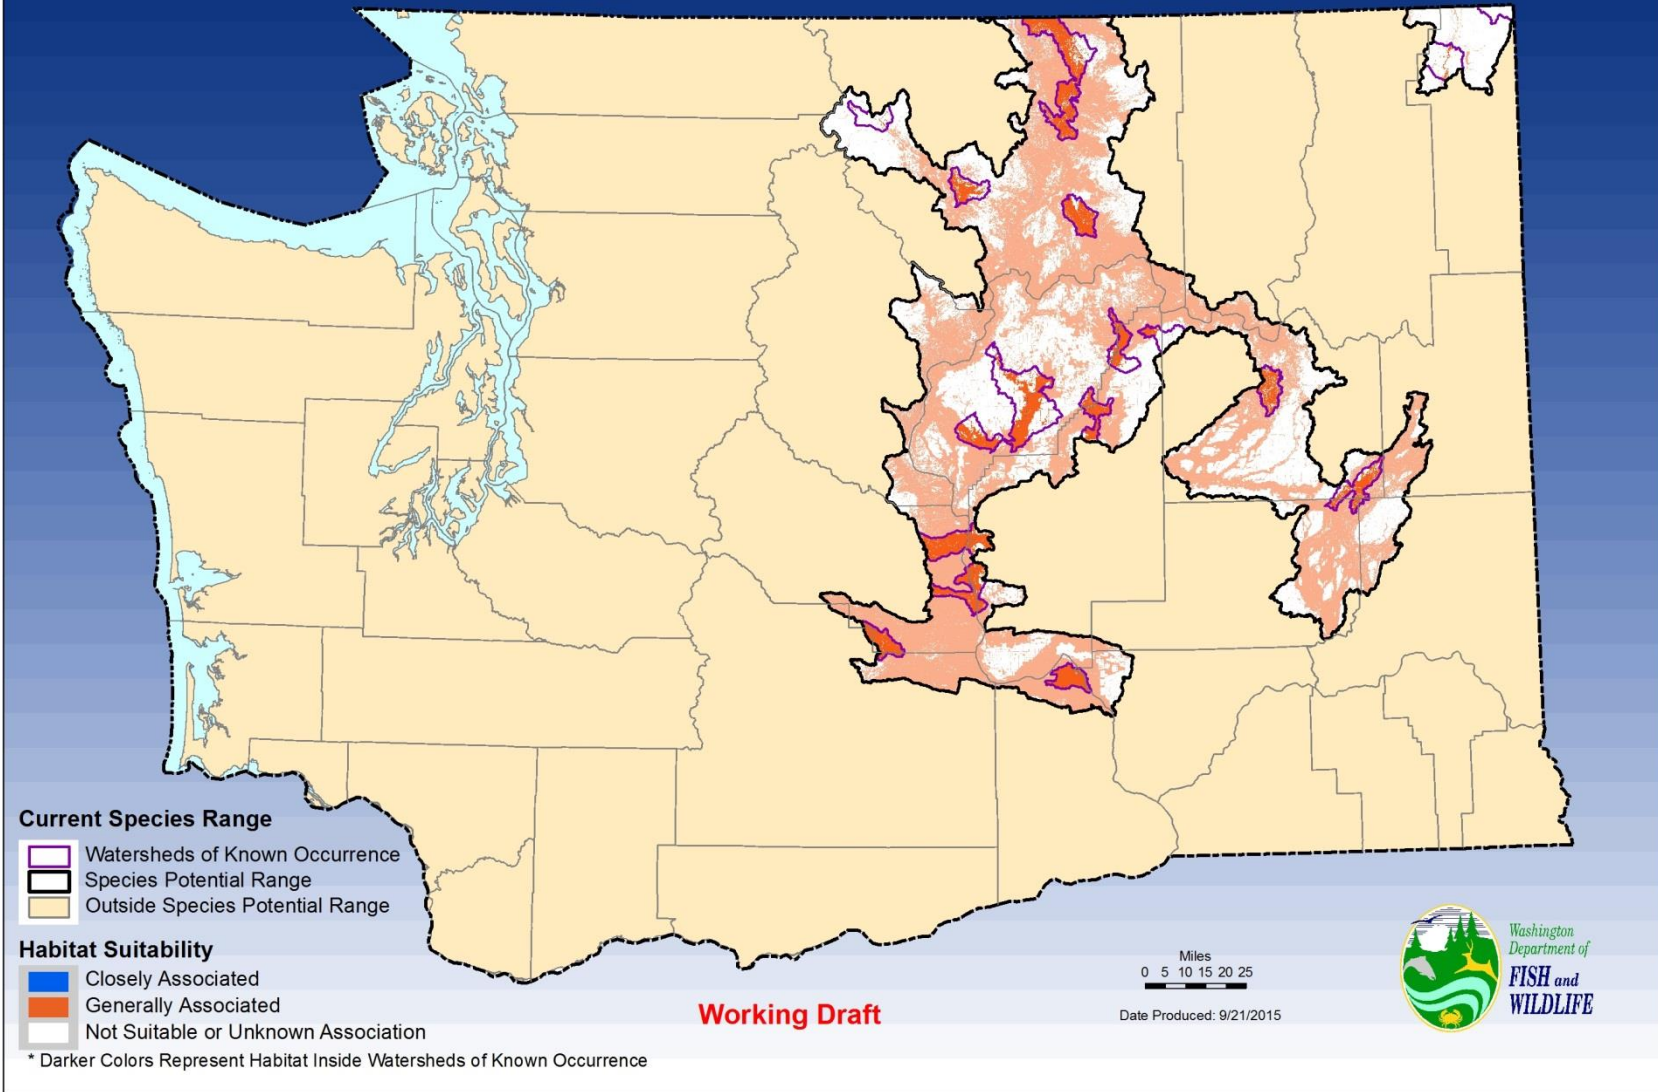 Current Species Range
Watersheds of Known Occurrence
Species Potential Range
Outside Species Potential Range
Habitat Suitability
Closely Associated
Generally Associated
Not Suitable or Unknown Association
* Darker Colors Represent Habitat Inside Watersheds of Known Occurrence
Working Draft
Miles
0 5 10 15 20 25
Date Produced: 9/21/2015
Washington
Department of
FISH and
WILDLIFE